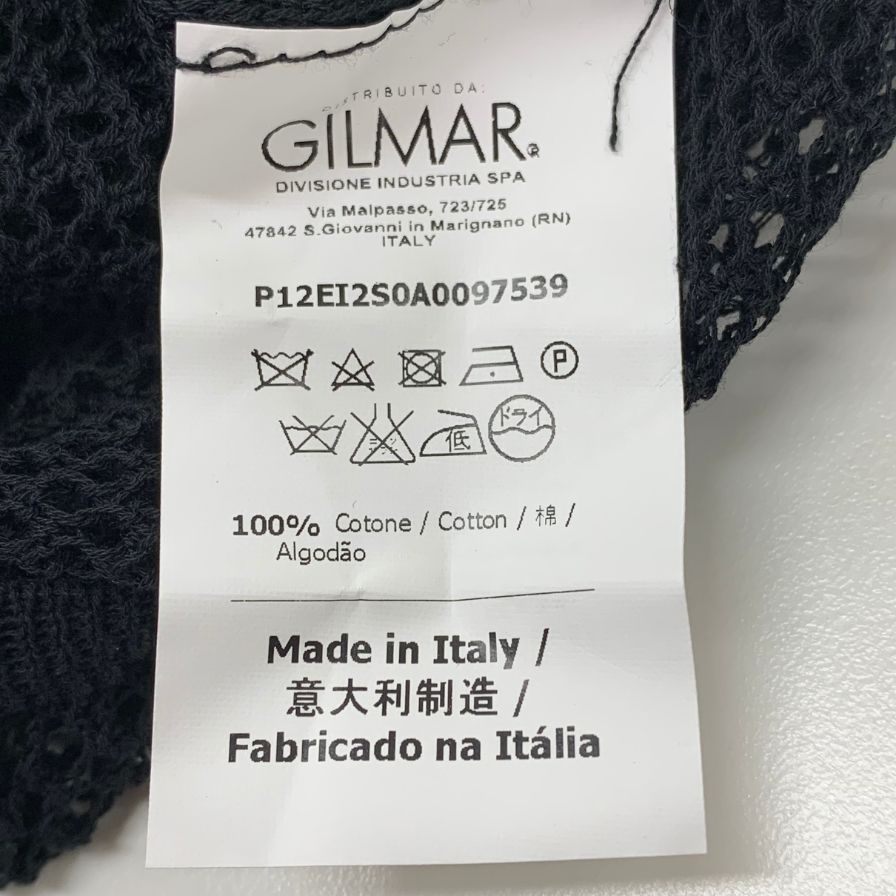 DISTRIBUITO DA:
GILMAR®
DIVISIONE INDUSTRIA SPA
Via Malpasso, 723/725
47842 S.Giovanni in Marignano (RN)
ITALY
P12EI2S0A0097539
P
低 ドライ
100% Cotone / Cotton / 棉 /
Algodão
Made in Italy /
意大利制造 /
Fabricado na Itália